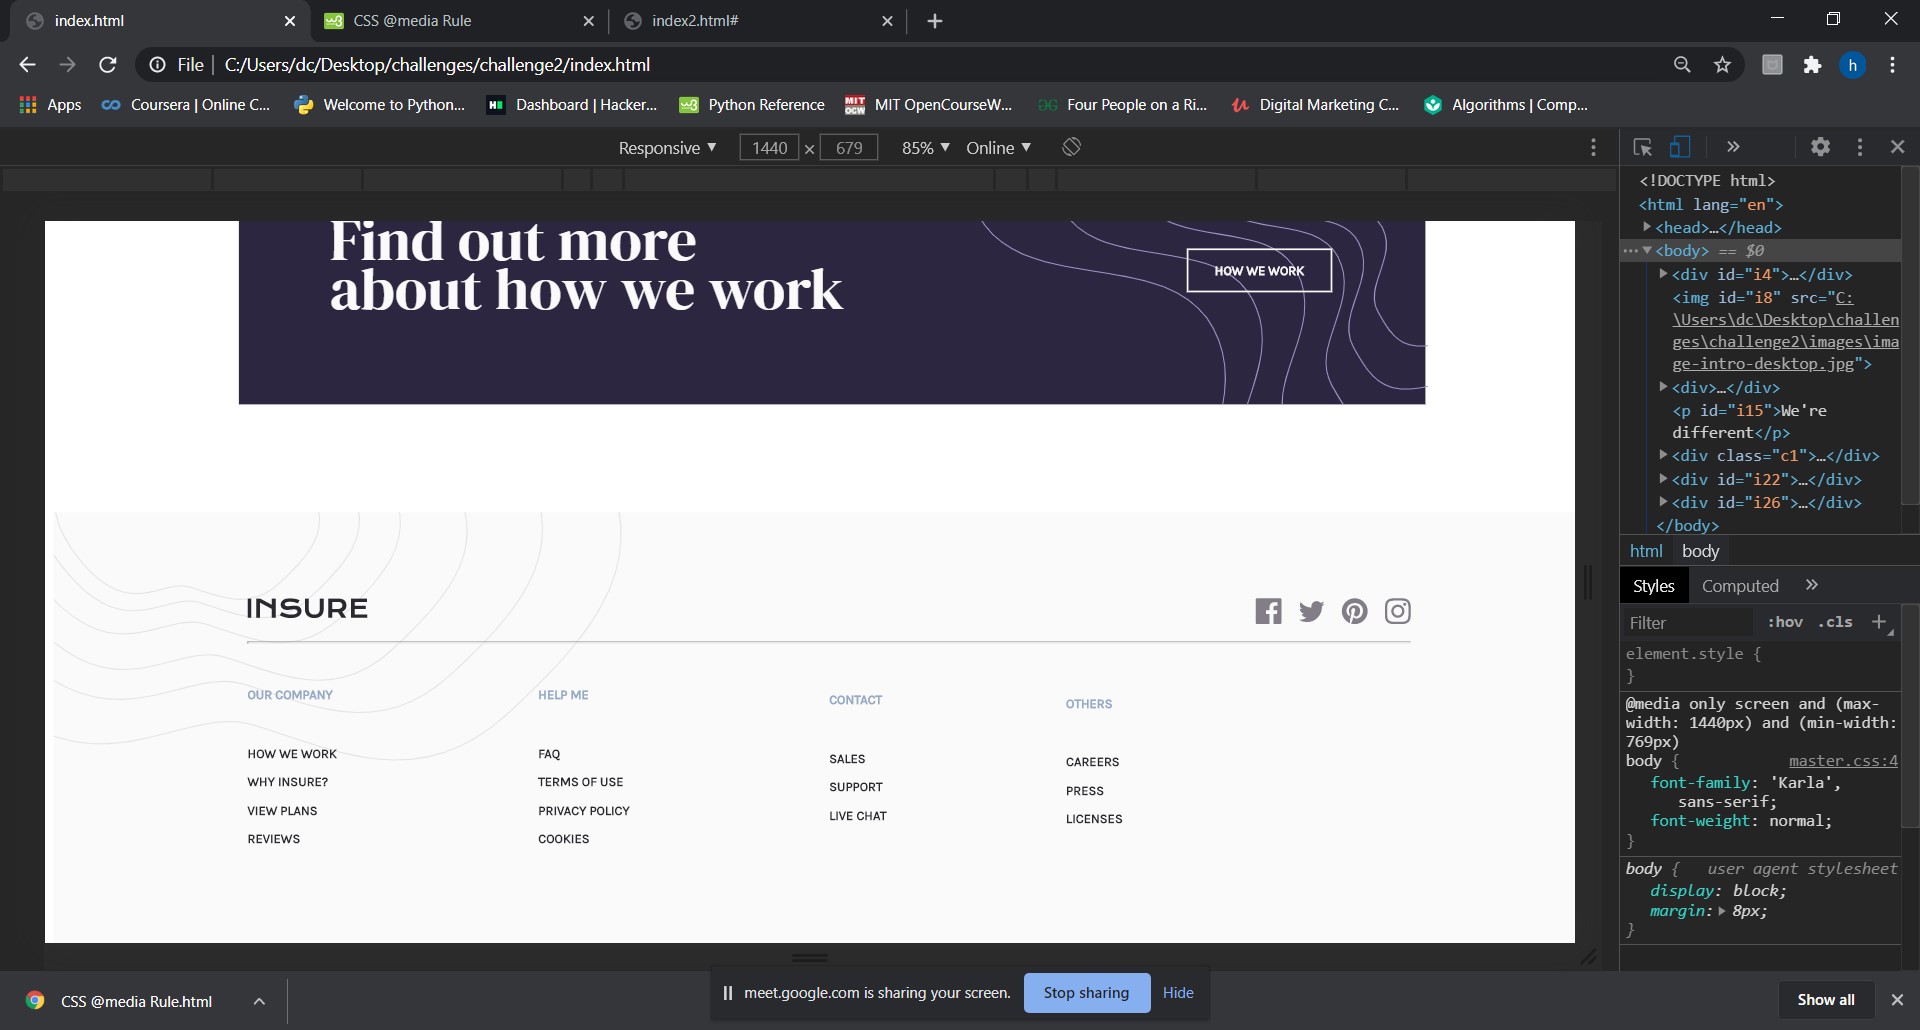 index.html
CSS @media Rule
index2.html#
File
C:/Users/dc/Desktop/challenges/challenge2/index.html
h
Apps
Coursera | Online C...
Welcome to Python...
Dashboard | Hacker...
Python Reference
MIT OpenCourseW...
Four People on a Ri...
Digital Marketing C...
Algorithms | Comp...
Responsive
1440 × 679
85%
Online
Find out more
about how we work
HOW WE WORK
INSURE
OUR COMPANY
HOW WE WORK
WHY INSURE?
VIEW PLANS
REVIEWS
HELP ME
FAQ
TERMS OF USE
PRIVACY POLICY
COOKIES
CONTACT
SALES
SUPPORT
LIVE CHAT
OTHERS
CAREERS
PRESS
LICENSES
<!DOCTYPE html>
<html lang="en">
<head>…</head>
<body> == $0
<div id="i4">…</div>
<img id="i8" src="C:
\Users\dc\Desktop\challen
ges\challenge2\images\ima
ge-intro-desktop.jpg">
<div>…</div>
<p id="i15">We're
different</p>
<div class="c1">…</div>
<div id="i22">…</div>
<div id="i26">…</div>
</body>
html body
Styles Computed
Filter
:hov .cls
element.style {
}
@media only screen and (max-
width: 1440px) and (min-width:
769px)
body { master.css:4
font-family: 'Karla',
sans-serif;
font-weight: normal;
}
body { user agent stylesheet
display: block;
margin: 8px;
}
CSS @media Rule.html
meet.google.com is sharing your screen.
Stop sharing
Hide
Show all